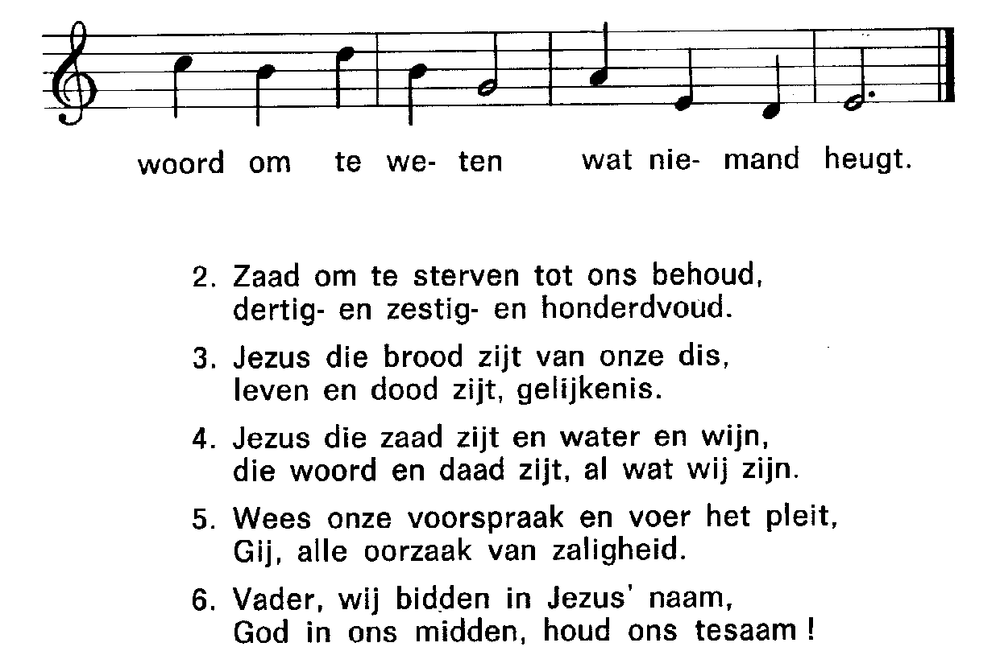 woord om te we- ten wat nie- mand heugt.
2. Zaad om te sterven tot ons behoud,
dertig- en zestig- en honderdvoud.
3. Jezus die brood zijt van onze dis,
leven en dood zijt, gelijkenis.
4. Jezus die zaad zijt en water en wijn,
die woord en daad zijt, al wat wij zijn.
5. Wees onze voorspraak en voer het pleit,
Gij, alle oorzaak van zaligheid.
6. Vader, wij bidden in Jezus' naam,
God in ons midden, houd ons tesaam !